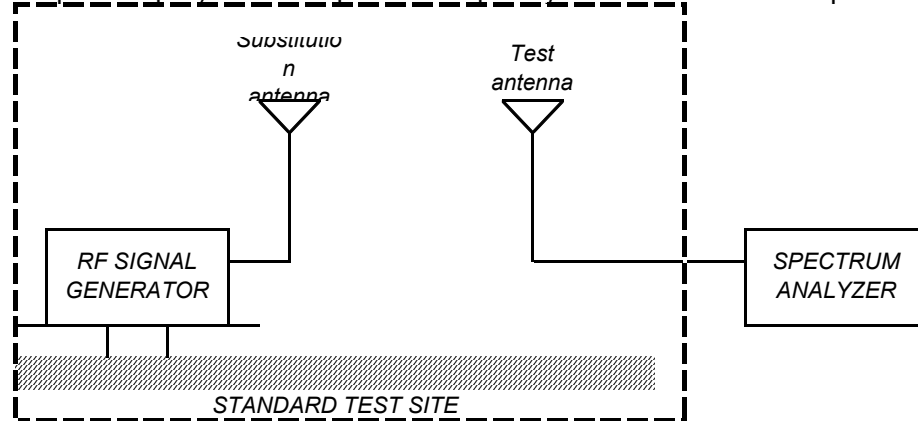 Substitutio
n
antenna
Test
antenna
RF SIGNAL
GENERATOR
SPECTRUM
ANALYZER
STANDARD TEST SITE